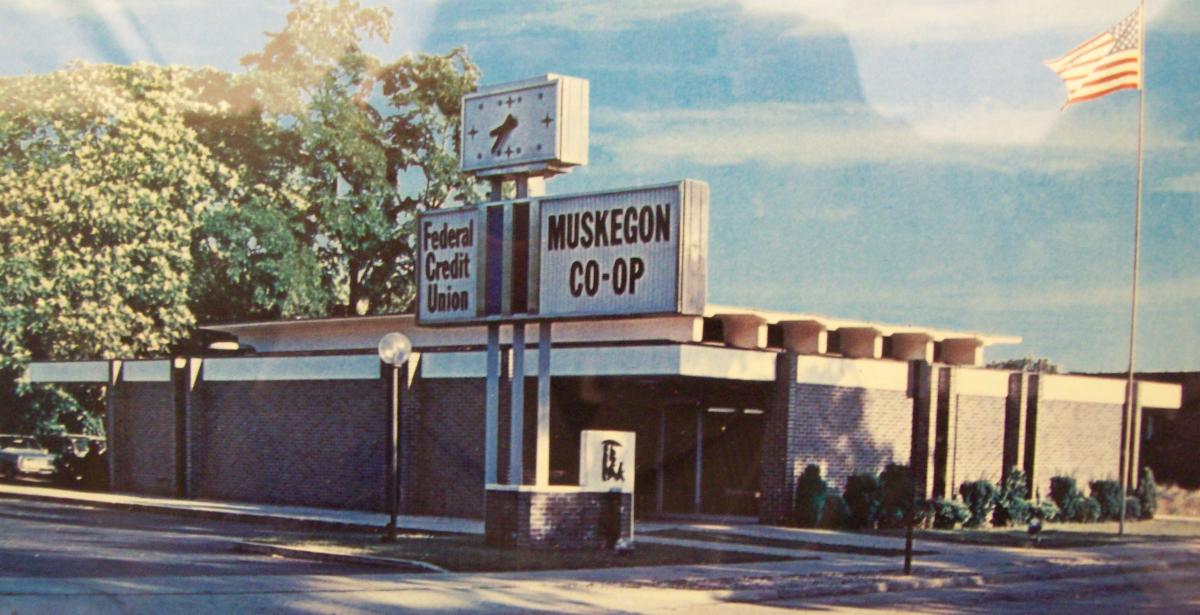 Federal
Credit
Union
MUSKEGON
CO-OP